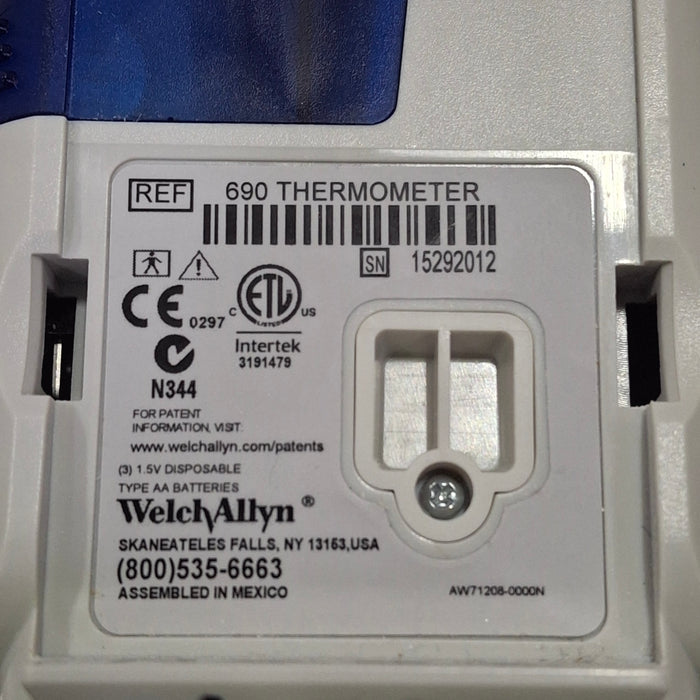 REF 690 THERMOMETER
SN 15292012
CE 0297
C ETL US
LISTED
Intertek
3191479
N344
FOR PATENT
INFORMATION, VISIT:
www.welchallyn.com/patents
(3) 1.5V DISPOSABLE
TYPE AA BATTERIES
WelchAllyn®
SKANEATELES FALLS, NY 13153,USA
(800)535-6663
ASSEMBLED IN MEXICO
AW71208-0000N